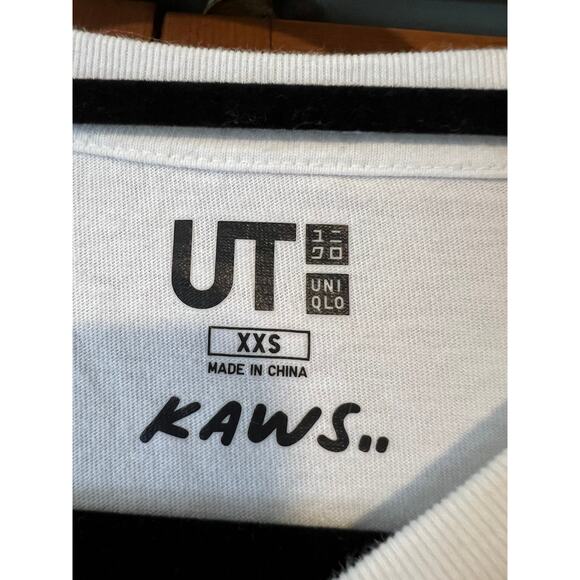 UT
ユニ
クロ
UNI
QLO
XXS
MADE IN CHINA
KAWS..